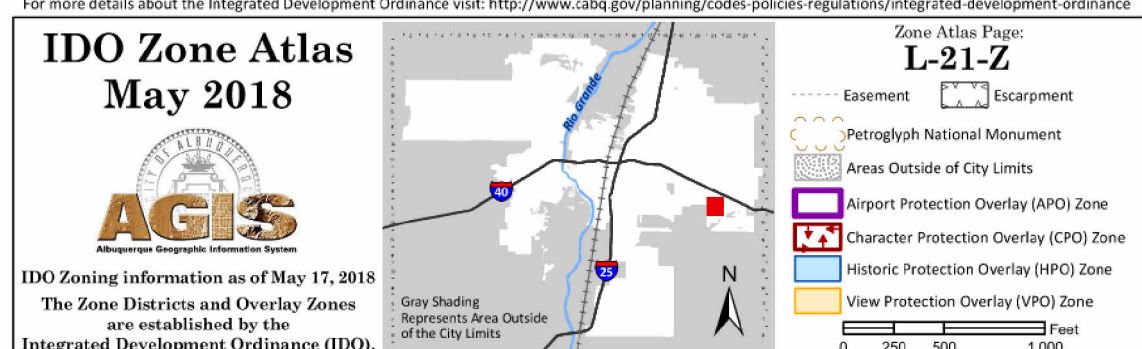 For more details about the Integrated Development Ordinance visit: http://www.cabq.gov/planning/codes-policies-regulations/integrated-development-ordinance
IDO Zone Atlas
May 2018
CITY OF ALBUQUERQUE
AGIS
Albuquerque Geographic Information System
IDO Zoning information as of May 17, 2018
The Zone Districts and Overlay Zones
are established by the
Integrated Development Ordinance (IDO).
Rio Grande
40
25
Gray Shading
Represents Area Outside
of the City Limits
N
Zone Atlas Page:
L-21-Z
Easement
Escarpment
Petroglyph National Monument
Areas Outside of City Limits
Airport Protection Overlay (APO) Zone
Character Protection Overlay (CPO) Zone
Historic Protection Overlay (HPO) Zone
View Protection Overlay (VPO) Zone
Feet
0 250 500 1,000